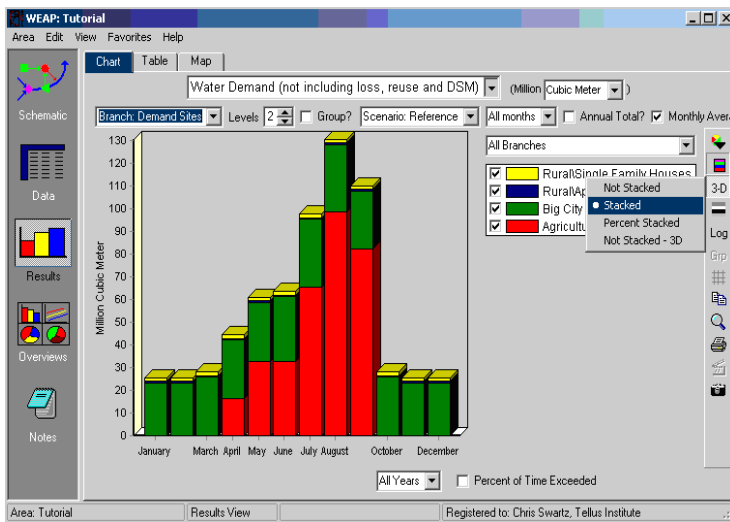 WEAP: Tutorial
Area Edit View Favorites Help
Chart Table Map
Water Demand (not including loss, reuse and DSM) (Million Cubic Meter )
Branch: Demand Sites Levels 2 Group? Scenario: Reference All months Annual Total? Monthly Avera
All Branches
Rural\Single Family Houses
Rural\Ap
Big City
Agricultu
Not Stacked
Stacked
Percent Stacked
Not Stacked - 3D
3-D
Log
Grp
Schematic
Data
Results
Overviews
Notes
Million Cubic Meter
130
120
110
100
90
80
70
60
50
40
30
20
10
0
January March April May June July August October December
All Years Percent of Time Exceeded
Area: Tutorial Results View Registered to: Chris Swartz, Tellus Institute